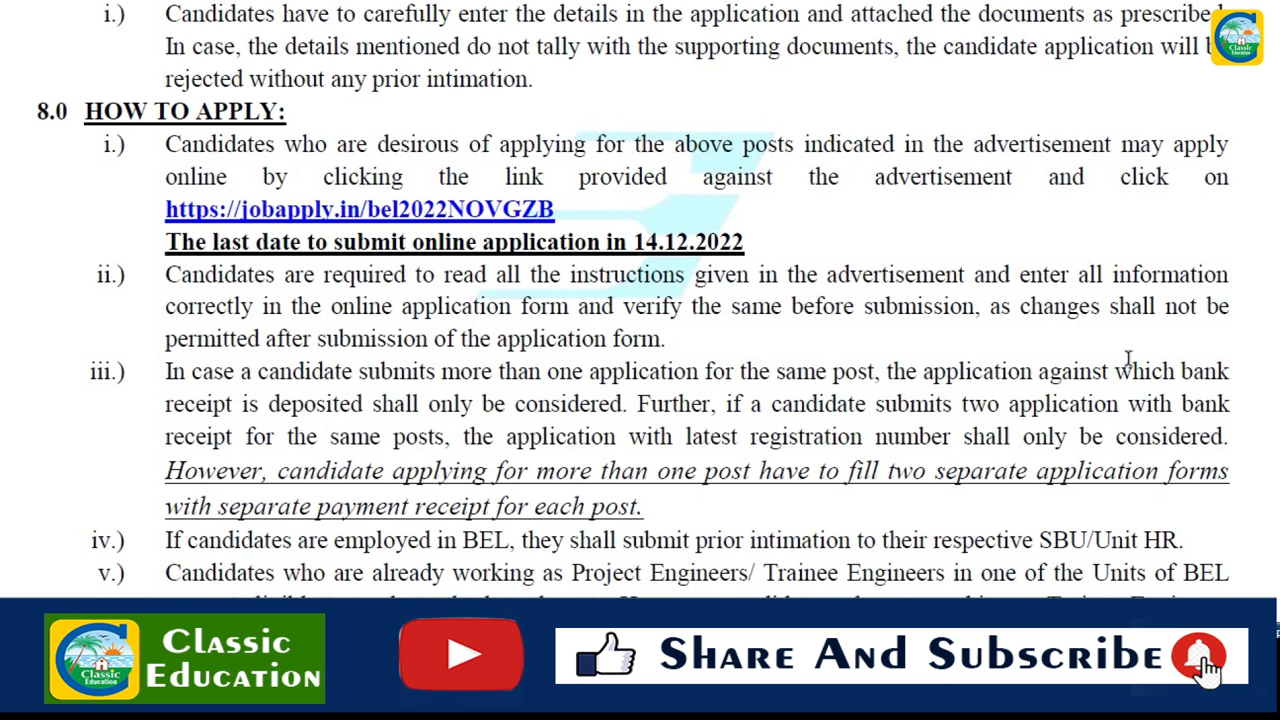 i.) Candidates have to carefully enter the details in the application and attached the documents as prescribed.
In case, the details mentioned do not tally with the supporting documents, the candidate application will
rejected without any prior intimation.
8.0 HOW TO APPLY:
i.) Candidates who are desirous of applying for the above posts indicated in the advertisement may apply
online by clicking the link provided against the advertisement and click on
https://jobapply.in/bel2022NOVGZB
The last date to submit online application in 14.12.2022
ii.) Candidates are required to read all the instructions given in the advertisement and enter all information
correctly in the online application form and verify the same before submission, as changes shall not be
permitted after submission of the application form.
iii.) In case a candidate submits more than one application for the same post, the application against which bank
receipt is deposited shall only be considered. Further, if a candidate submits two application with bank
receipt for the same posts, the application with latest registration number shall only be considered.
However, candidate applying for more than one post have to fill two separate application forms
with separate payment receipt for each post.
iv.) If candidates are employed in BEL, they shall submit prior intimation to their respective SBU/Unit HR.
v.) Candidates who are already working as Project Engineers/ Trainee Engineers in one of the Units of BEL
Classic
Education
Classic
Education
Classic
Education
Share And Subscribe